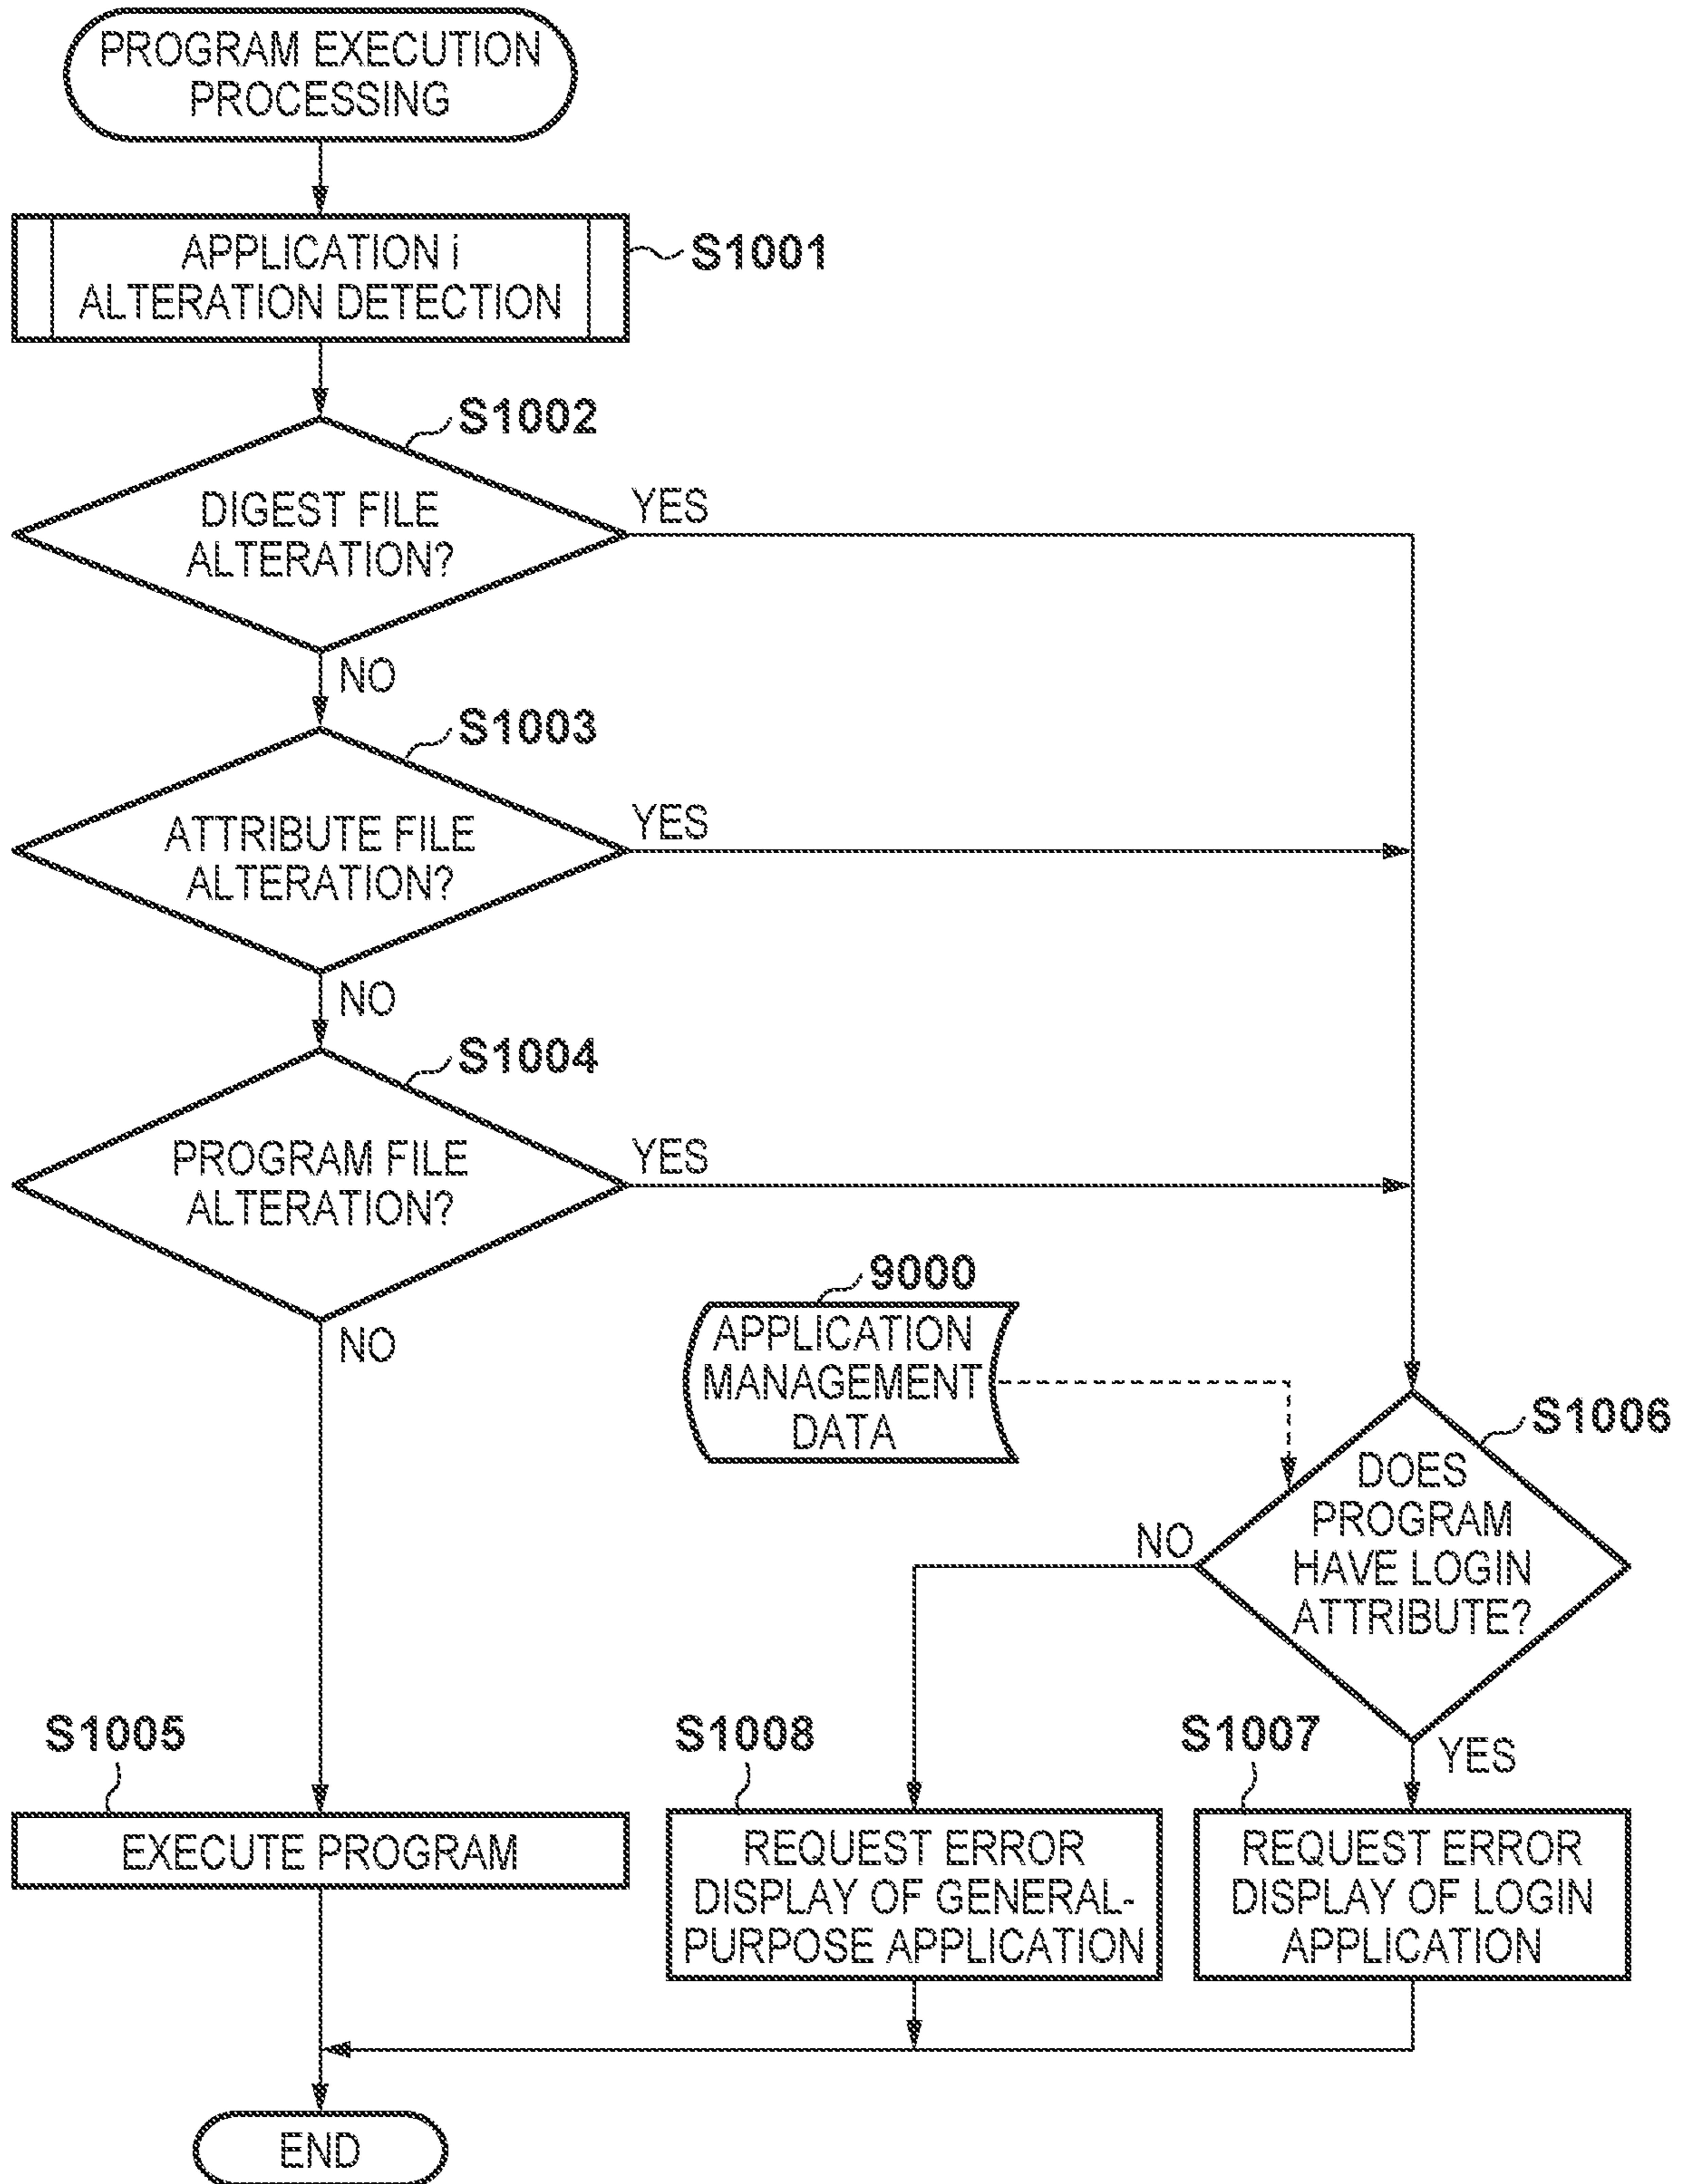 PROGRAM EXECUTION
PROCESSING
APPLICATION i
ALTERATION DETECTION
S1001
S1002
DIGEST FILE
ALTERATION?
YES
NO
S1003
ATTRIBUTE FILE
ALTERATION?
YES
NO
S1004
PROGRAM FILE
ALTERATION?
YES
NO
9000
APPLICATION
MANAGEMENT
DATA
S1006
DOES
PROGRAM
HAVE LOGIN
ATTRIBUTE?
NO
YES
S1005
EXECUTE PROGRAM
S1008
REQUEST ERROR
DISPLAY OF GENERAL-
PURPOSE APPLICATION
S1007
REQUEST ERROR
DISPLAY OF LOGIN
APPLICATION
END